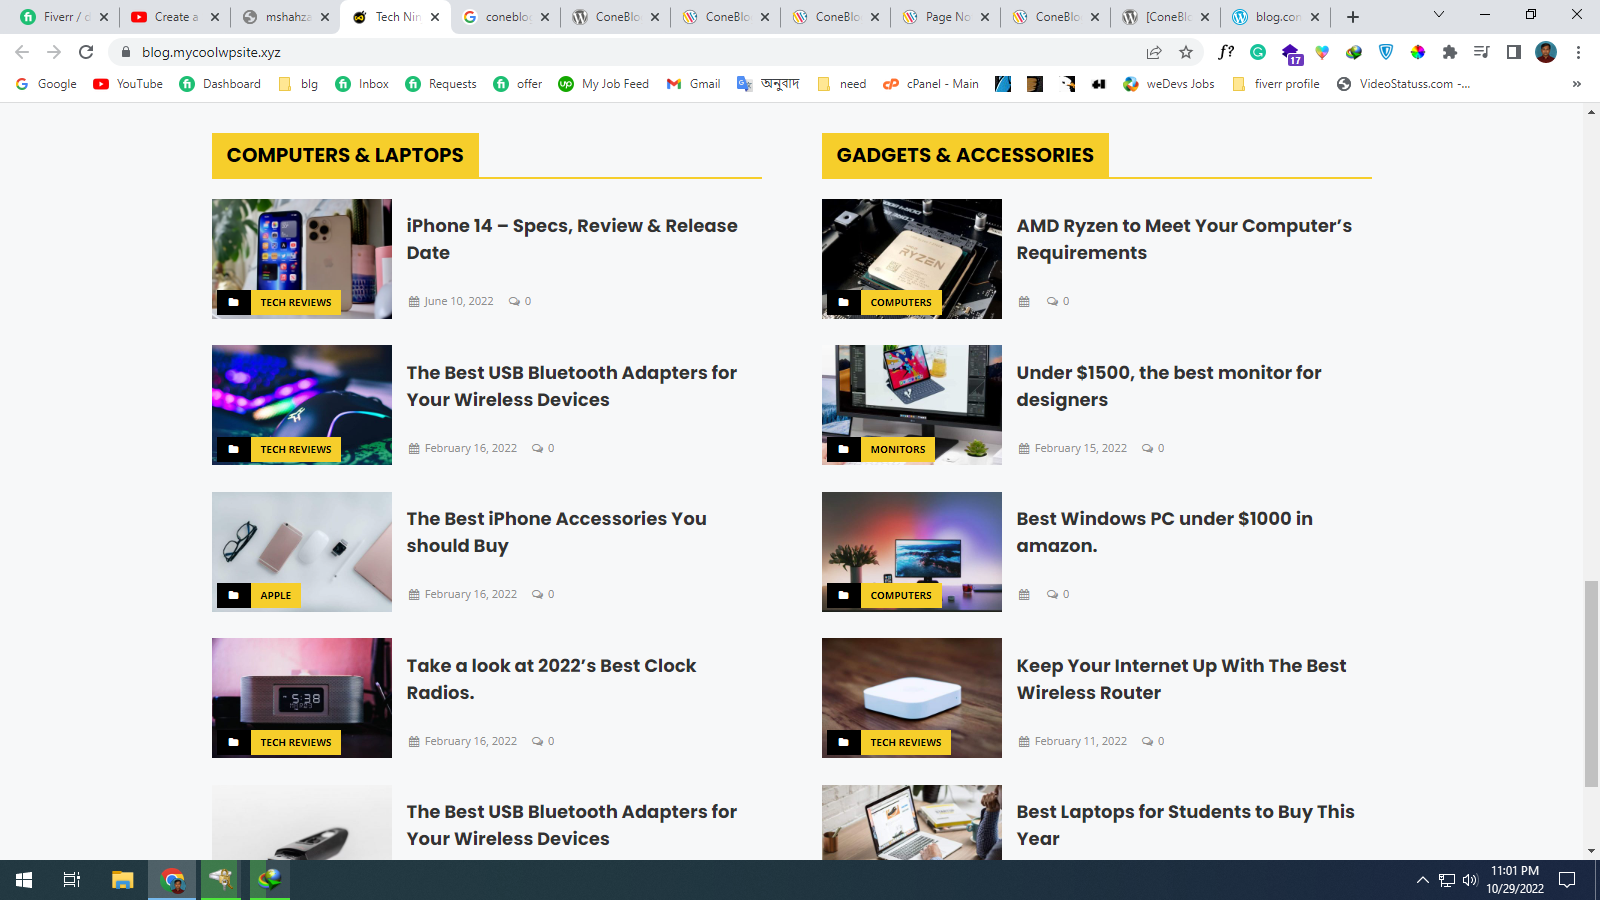 Fiverr / d
Create a
mshahza
Tech Nin
coneblog
ConeBlo
ConeBlo
ConeBlo
Page No
ConeBlo
[ConeBl
blog.con
blog.mycoolwpsite.xyz
f?
17
Google
YouTube
Dashboard
blg
Inbox
Requests
offer
My Job Feed
Gmail
অনুবাদ
need
cPanel - Main
weDevs Jobs
fiverr profile
VideoStatuss.com -...
COMPUTERS & LAPTOPS
iPhone 14 – Specs, Review & Release
Date
TECH REVIEWS
June 10, 2022
0
The Best USB Bluetooth Adapters for
Your Wireless Devices
TECH REVIEWS
February 16, 2022
0
The Best iPhone Accessories You
should Buy
APPLE
February 16, 2022
0
Take a look at 2022’s Best Clock
Radios.
5:38
TECH REVIEWS
February 16, 2022
0
The Best USB Bluetooth Adapters for
Your Wireless Devices
GADGETS & ACCESSORIES
AMD Ryzen to Meet Your Computer’s
Requirements
RYZEN
COMPUTERS
0
Under $1500, the best monitor for
designers
MONITORS
February 15, 2022
0
Best Windows PC under $1000 in
amazon.
COMPUTERS
0
Keep Your Internet Up With The Best
Wireless Router
TECH REVIEWS
February 11, 2022
0
Best Laptops for Students to Buy This
Year
11:01 PM
10/29/2022